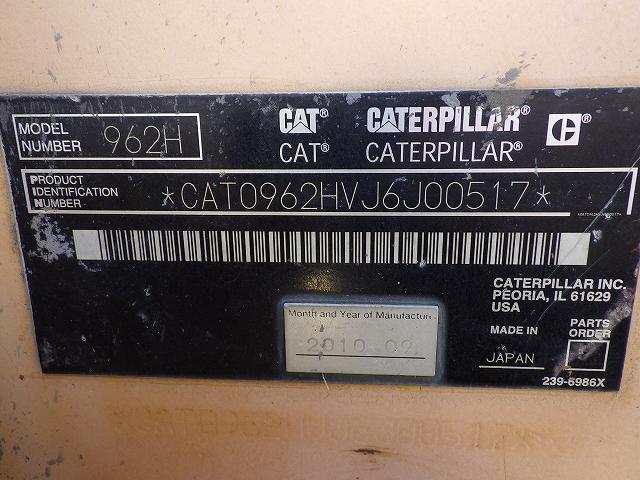 MODEL NUMBER 962H
CAT® CATERPILLAR® C®
CAT® CATERPILLAR®
PRODUCT IDENTIFICATION NUMBER *CAT0962HVJ6J00517*
CATERPILLAR INC.
PEORIA, IL 61629
USA
Month and Year of Manufacture
2010 09
MADE IN JAPAN
PARTS ORDER
239-6986X